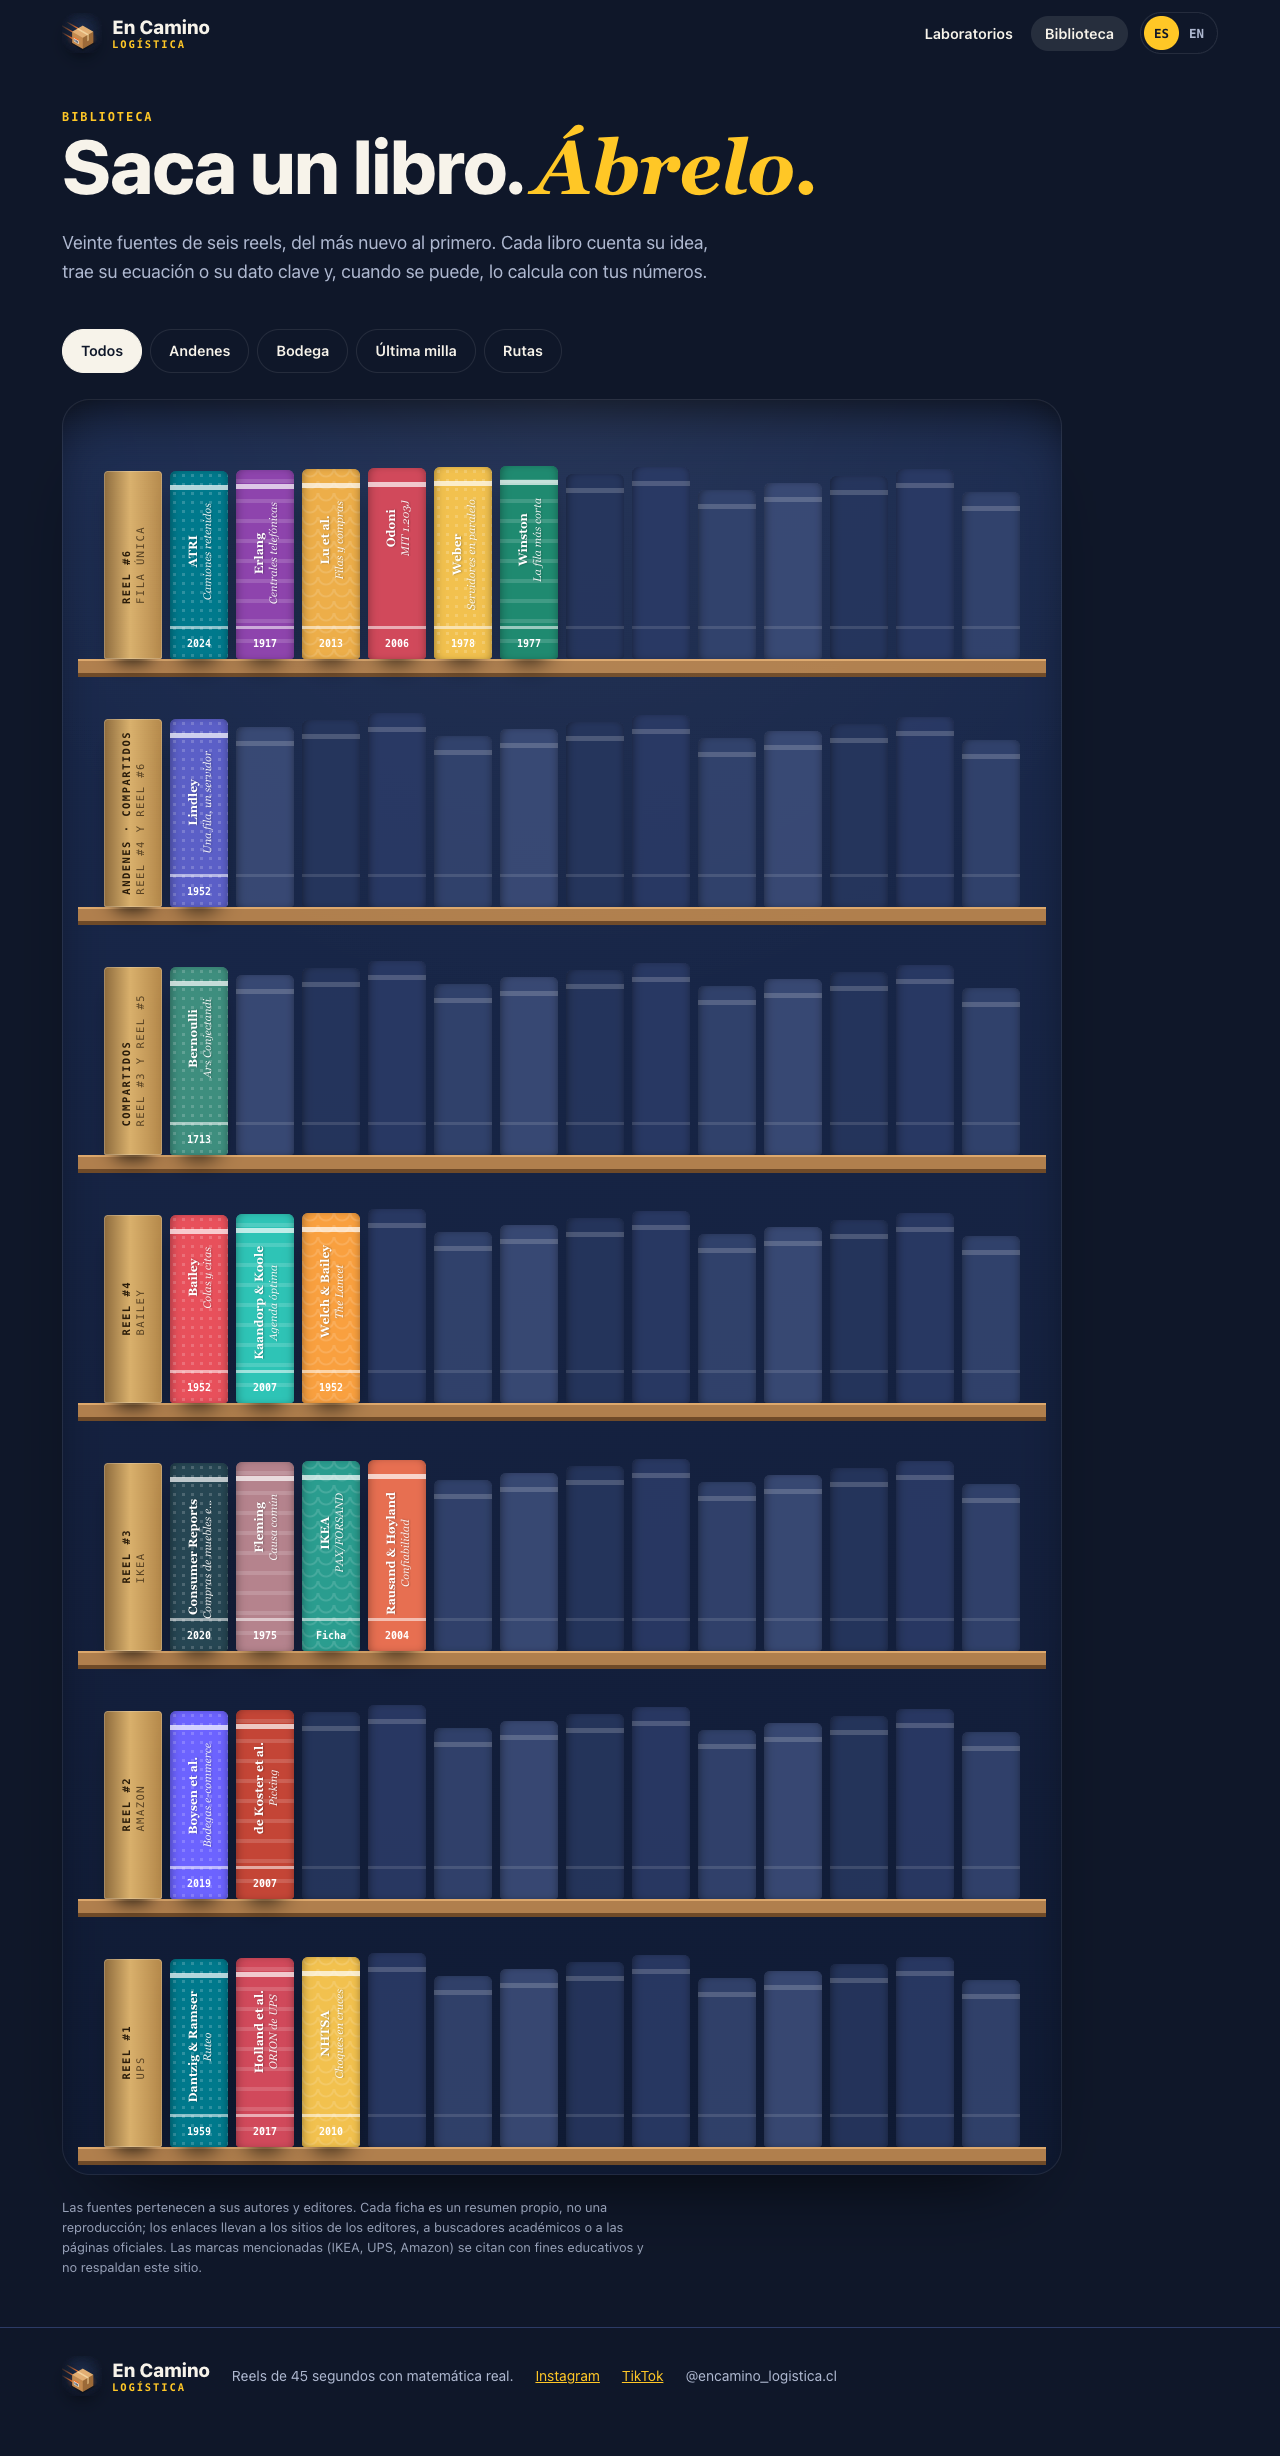 En Camino
LOGÍSTICA
Laboratorios
Biblioteca
ES
EN
BIBLIOTECA
Saca un libro. Ábrelo.
Veinte fuentes de seis reels, del más nuevo al primero. Cada libro cuenta su idea,
trae su ecuación o su dato clave y, cuando se puede, lo calcula con tus números.
Todos
Andenes
Bodega
Última milla
Rutas
REEL #6
FILA ÚNICA
ATRI
Camiones retenidos
2024
Erlang
Centrales telefónicas
1917
Lu et al.
Filas y compras
2013
Odoni
MIT 1.203J
2006
Weber
Servidores en paralelo
1978
Winston
La fila más corta
1977
ANDENES · COMPARTIDOS
REEL #4 Y REEL #6
Lindley
Una fila, un servidor
1952
COMPARTIDOS
REEL #3 Y REEL #5
Bernoulli
Ars Conjectandi
1713
REEL #4
BAILEY
Bailey
Colas y citas
1952
Kaandorp & Koole
Agenda óptima
2007
Welch & Bailey
The Lancet
1952
REEL #3
IKEA
Consumer Reports
Compras de muebles e…
2020
Fleming
Causa común
1975
IKEA
PAX/FORSAND
Ficha
Rausand & Høyland
Confiabilidad
2004
REEL #2
AMAZON
Boysen et al.
Bodegas e-commerce
2019
de Koster et al.
Picking
2007
REEL #1
UPS
Dantzig & Ramser
Ruteo
1959
Holland et al.
ORION de UPS
2017
NHTSA
Choques en cruces
2010
Las fuentes pertenecen a sus autores y editores. Cada ficha es un resumen propio, no una
reproducción; los enlaces llevan a los sitios de los editores, a buscadores académicos o a las
páginas oficiales. Las marcas mencionadas (IKEA, UPS, Amazon) se citan con fines educativos y
no respaldan este sitio.
En Camino
LOGÍSTICA
Reels de 45 segundos con matemática real.
Instagram
TikTok
@encamino_logistica.cl